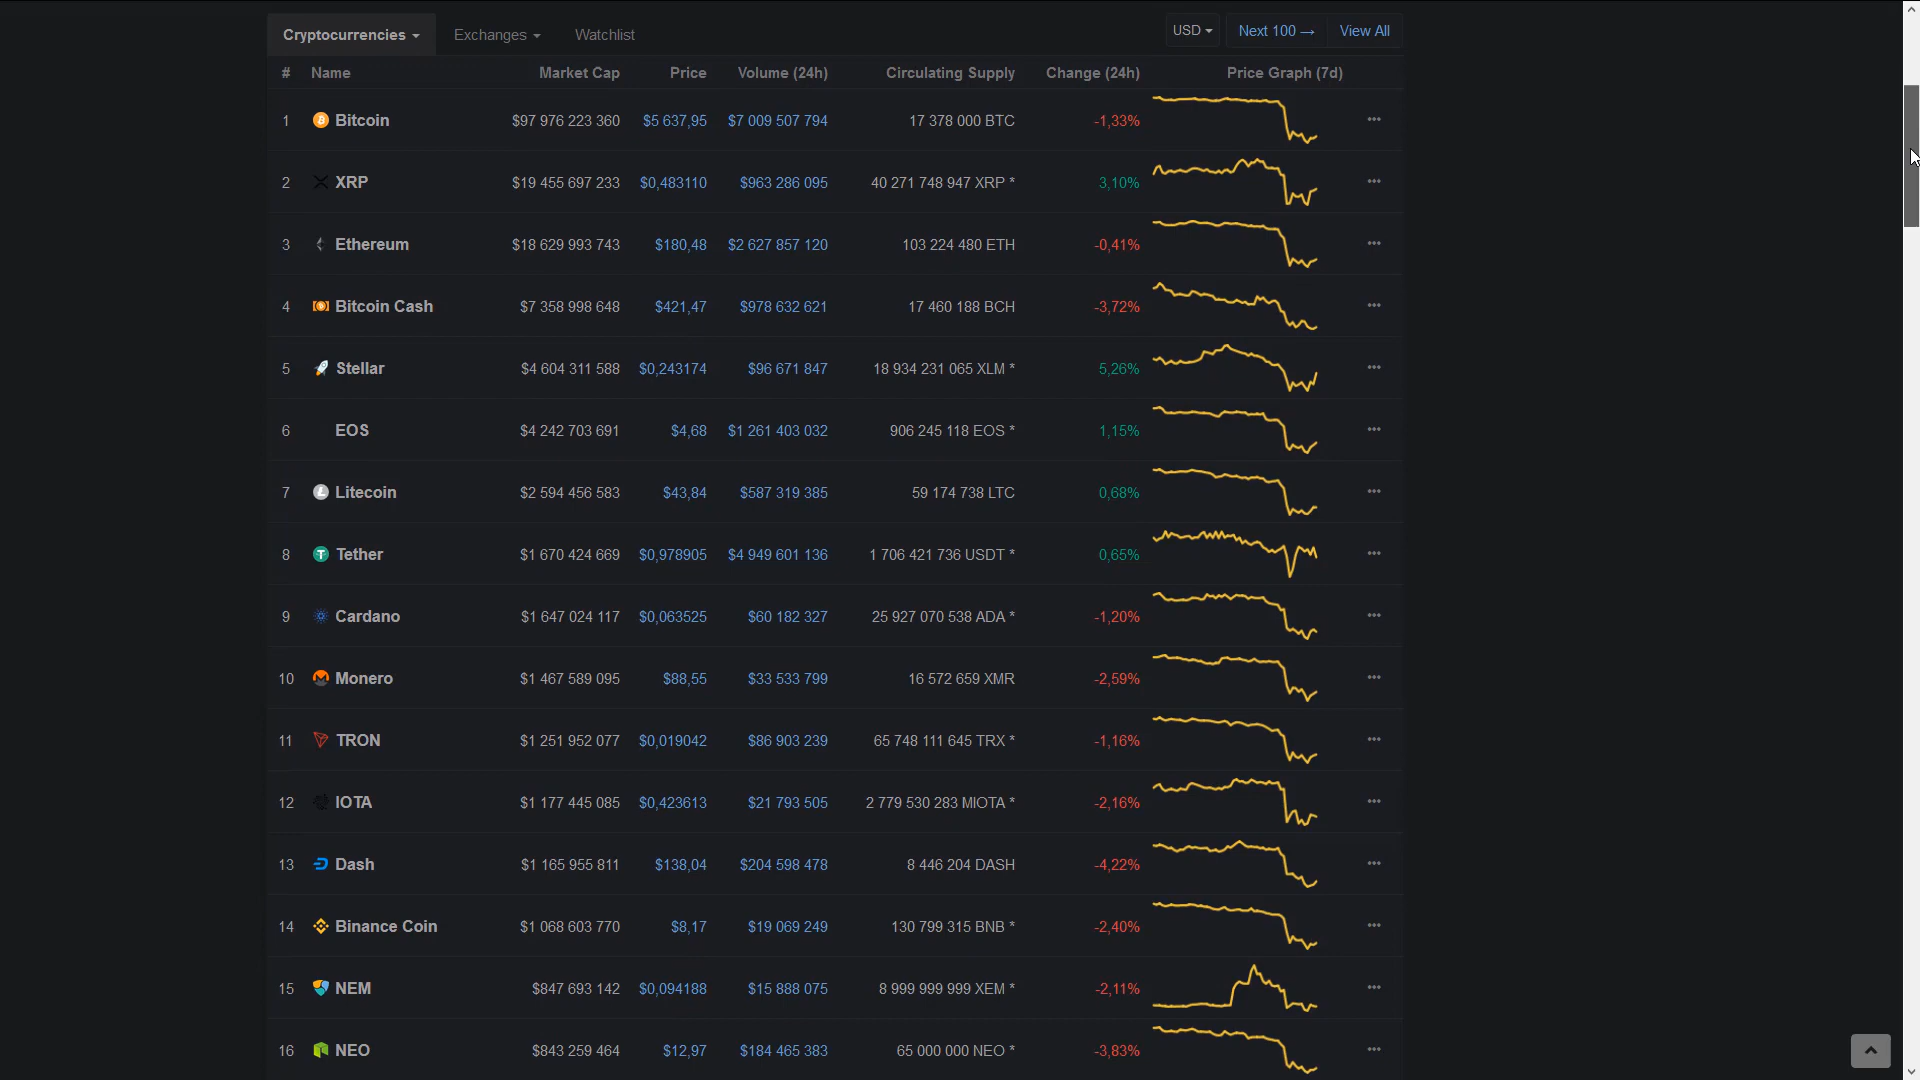 Cryptocurrencies Exchanges Watchlist USD Next 100 → View All
# Name Market Cap Price Volume (24h) Circulating Supply Change (24h) Price Graph (7d)
1 Bitcoin $97 976 223 360 $5 637,95 $7 009 507 794 17 378 000 BTC -1,33%
2 XRP $19 455 697 233 $0,483110 $963 286 095 40 271 748 947 XRP * 3,10%
3 Ethereum $18 629 993 743 $180,48 $2 627 857 120 103 224 480 ETH -0,41%
4 Bitcoin Cash $7 358 998 648 $421,47 $978 632 621 17 460 188 BCH -3,72%
5 Stellar $4 604 311 588 $0,243174 $96 671 847 18 934 231 065 XLM * 5,26%
6 EOS $4 242 703 691 $4,68 $1 261 403 032 906 245 118 EOS * 1,15%
7 Litecoin $2 594 456 583 $43,84 $587 319 385 59 174 738 LTC 0,68%
8 Tether $1 670 424 669 $0,978905 $4 949 601 136 1 706 421 736 USDT * 0,65%
9 Cardano $1 647 024 117 $0,063525 $60 182 327 25 927 070 538 ADA * -1,20%
10 Monero $1 467 589 095 $88,55 $33 533 799 16 572 659 XMR -2,59%
11 TRON $1 251 952 077 $0,019042 $86 903 239 65 748 111 645 TRX * -1,16%
12 IOTA $1 177 445 085 $0,423613 $21 793 505 2 779 530 283 MIOTA * -2,16%
13 Dash $1 165 955 811 $138,04 $204 598 478 8 446 204 DASH -4,22%
14 Binance Coin $1 068 603 770 $8,17 $19 069 249 130 799 315 BNB * -2,40%
15 NEM $847 693 142 $0,094188 $15 888 075 8 999 999 999 XEM * -2,11%
16 NEO $843 259 464 $12,97 $184 465 383 65 000 000 NEO * -3,83%